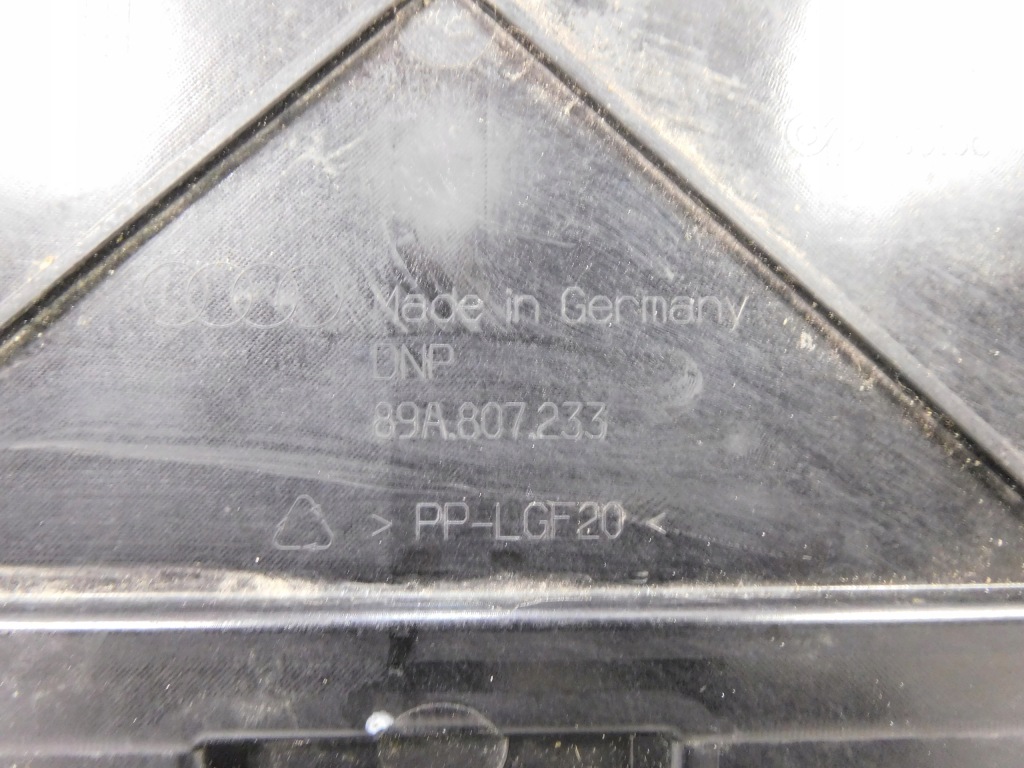 Made in Germany
DNP
89A.807.233
> PP-LGF20 <